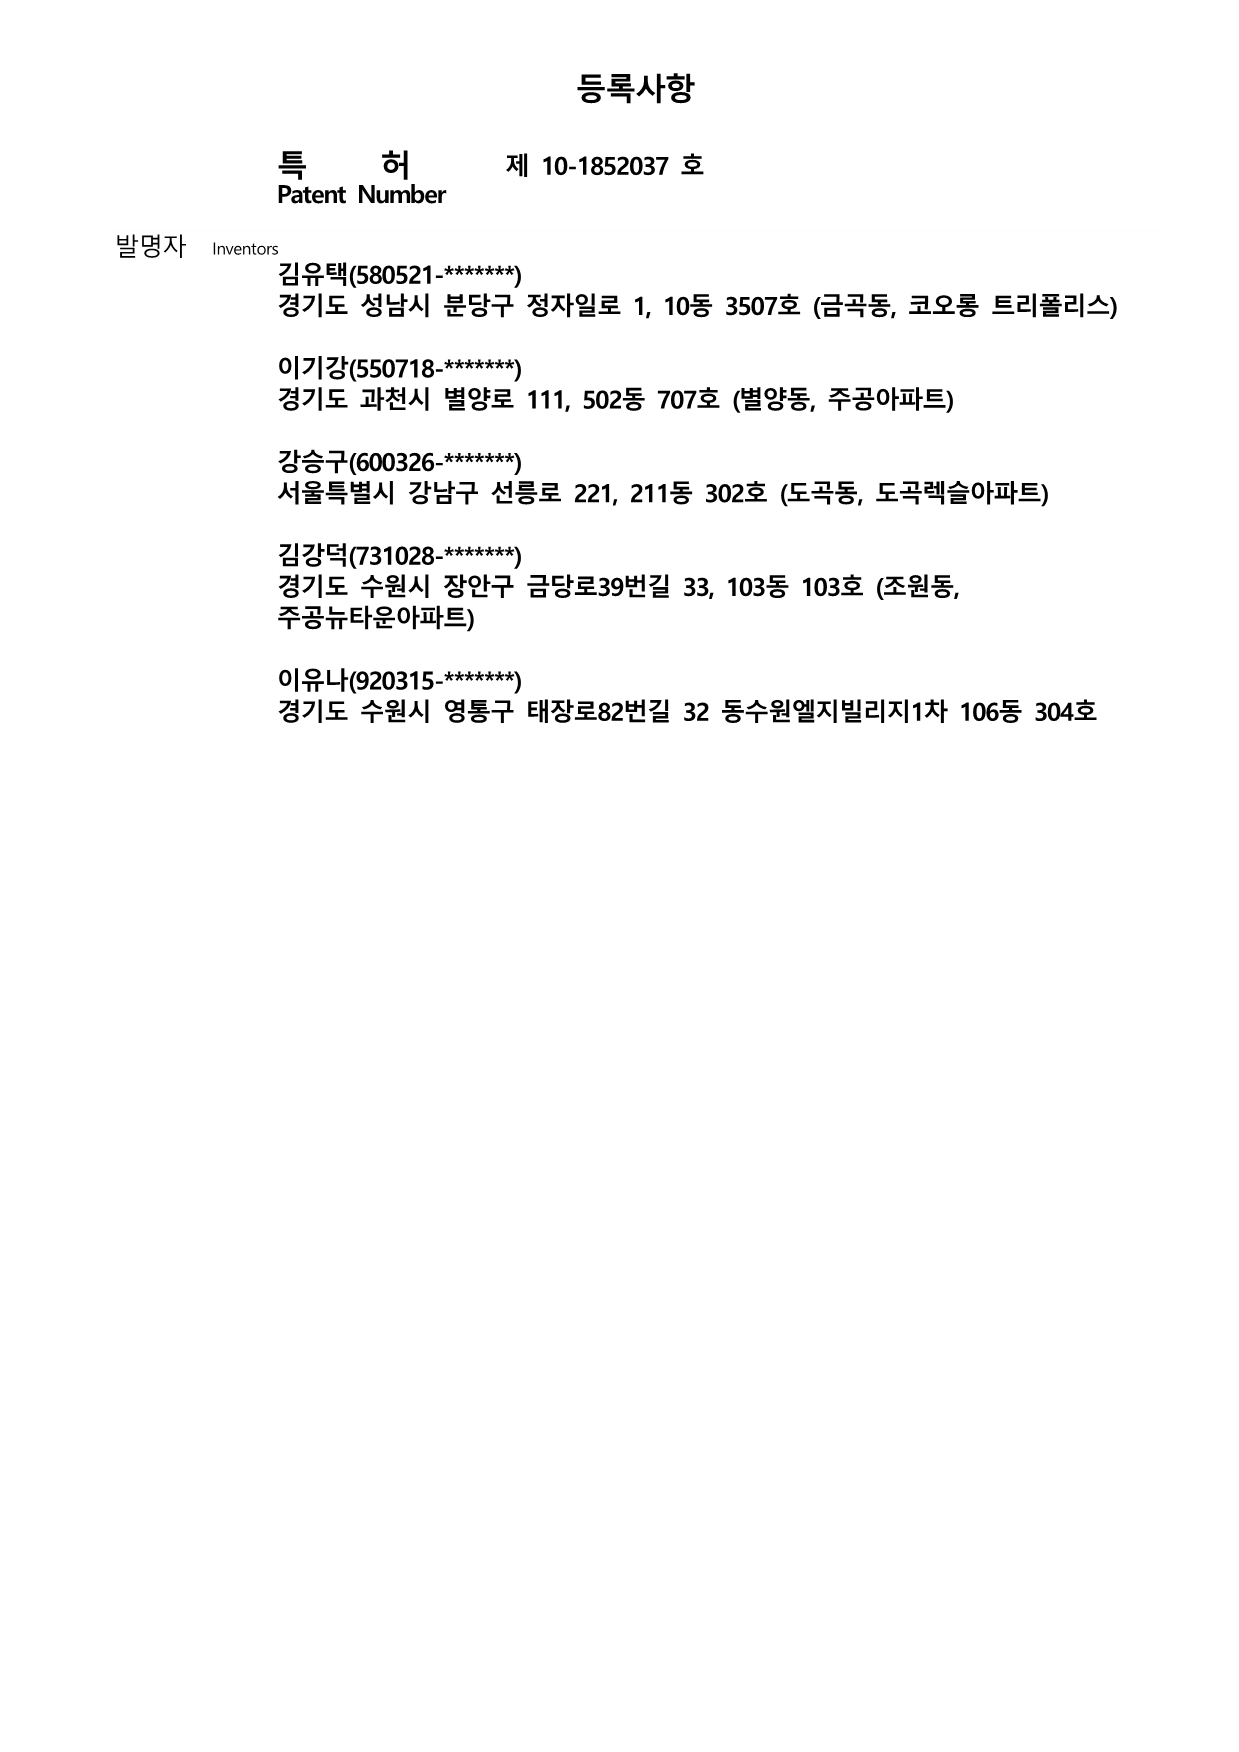 등록사항
특 허 제 10-1852037 호
Patent Number
발명자 Inventors
김유택(580521-*******)
경기도 성남시 분당구 정자일로 1, 10동 3507호 (금곡동, 코오롱 트리폴리스)
이기강(550718-*******)
경기도 과천시 별양로 111, 502동 707호 (별양동, 주공아파트)
강승구(600326-*******)
서울특별시 강남구 선릉로 221, 211동 302호 (도곡동, 도곡렉슬아파트)
김강덕(731028-*******)
경기도 수원시 장안구 금당로39번길 33, 103동 103호 (조원동,
주공뉴타운아파트)
이유나(920315-*******)
경기도 수원시 영통구 태장로82번길 32 동수원엘지빌리지1차 106동 304호